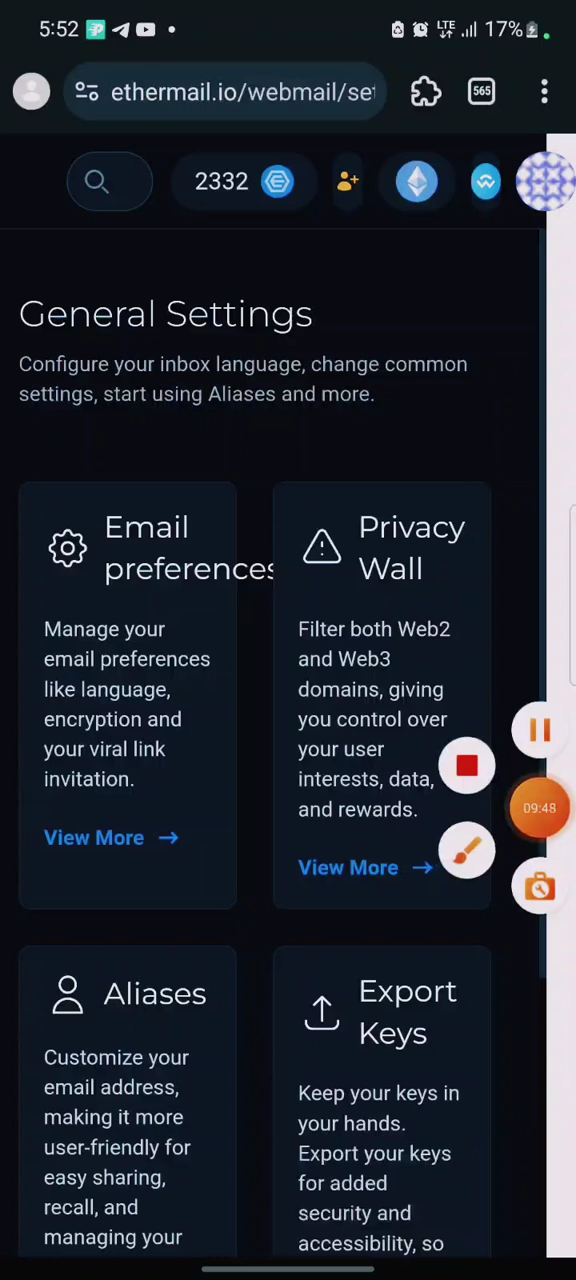 5:52
LTE
17%
ethermail.io/webmail/set
565
2332
General Settings
Configure your inbox language, change common
settings, start using Aliases and more.
Email
preferences
Manage your
email preferences
like language,
encryption and
your viral link
invitation.
View More →
Privacy
Wall
Filter both Web2
and Web3
domains, giving
you control over
your user
interests, data,
and rewards.
View More →
09:48
Aliases
Customize your
email address,
making it more
user-friendly for
easy sharing,
recall, and
managing your
Export
Keys
Keep your keys in
your hands.
Export your keys
for added
security and
accessibility, so